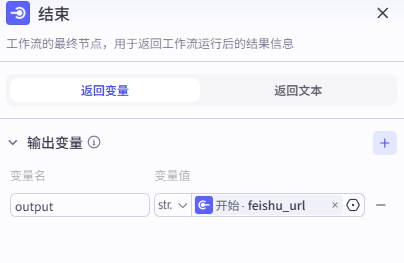 结束
工作流的最终节点，用于返回工作流运行后的结果信息
返回变量 返回文本
输出变量
变量名 变量值
output str. 开始 · feishu_url